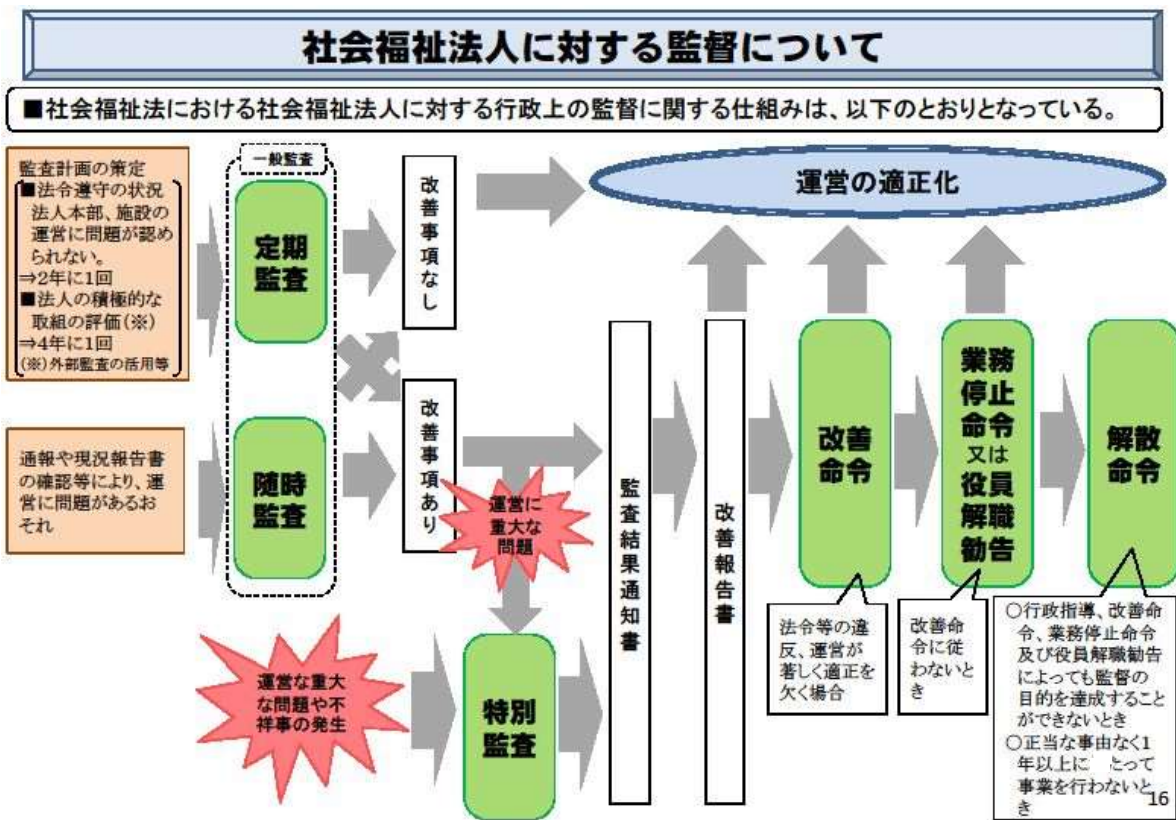 社会福祉法人に対する監督について
■社会福祉法における社会福祉法人に対する行政上の監督に関する仕組みは、以下のとおりとなっている。
監査計画の策定
■法令遵守の状況
法人本部、施設の
運営に問題が認め
られない。
⇒2年に1回
■法人の積極的な
取組の評価(※)
⇒4年に1回
(※)外部監査の活用等
一般監査
定期
監査
改善事項なし
運営の適正化
通報や現況報告書
の確認等により、運
営に問題があるお
それ
随時
監査
改善事項あり
運営に
重大な
問題
運営な重大
な問題や不
祥事の発生
特別
監査
監査結果通知書
改善報告書
改善
命令
法令等の違
反、運営が
著しく適正を
欠く場合
業務
停止
命令
又は
役員
解職
勧告
改善命
令に従
わないと
き
解散
命令
○行政指導、改善命
令、業務停止命令
及び役員解職勧告
によっても監督の
目的を達成すること
ができないとき
○正当な事由なく1
年以上に とって
事業を行わないと
き
16